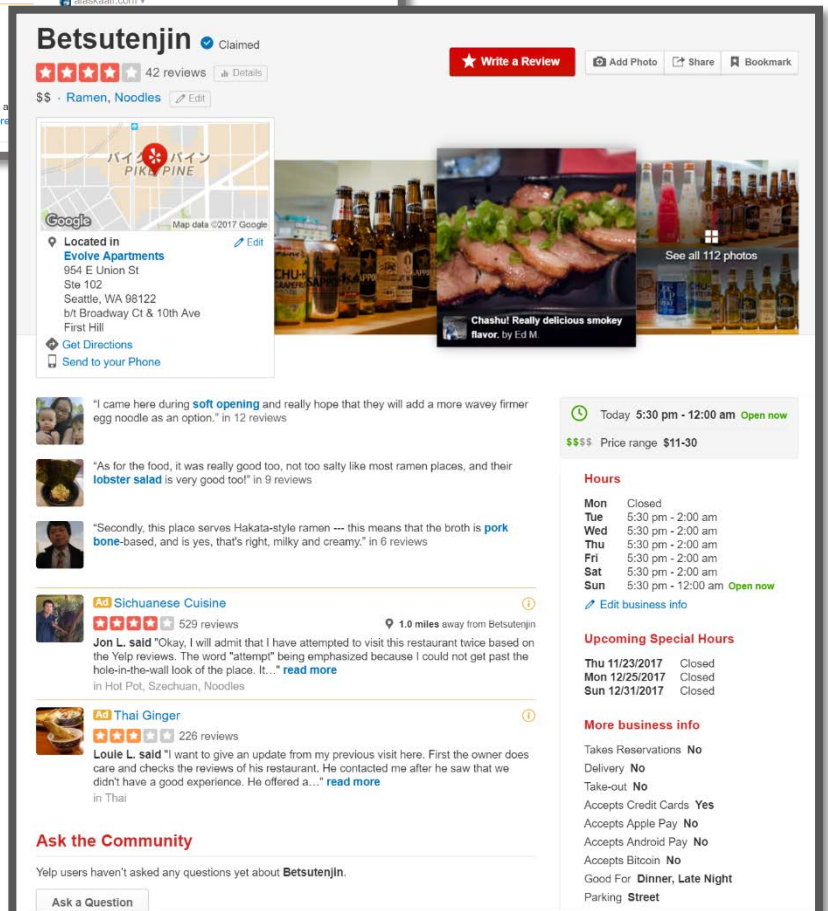 alaskaair.com
Betsutenjin Claimed
42 reviews Details
$$ · Ramen, Noodles Edit
Write a Review
Add Photo
Share
Bookmark
PIKE/PINE
Google
Map data ©2017 Google
Located in
Edit
Evolve Apartments
954 E Union St
Ste 102
Seattle, WA 98122
b/t Broadway Ct & 10th Ave
First Hill
Get Directions
Send to your Phone
SAPPO
Chashu! Really delicious smokey
flavor. by Ed M.
See all 112 photos
"I came here during soft opening and really hope that they will add a more wavey firmer
egg noodle as an option." in 12 reviews
"As for the food, it was really good too, not too salty like most ramen places, and their
lobster salad is very good too!" in 9 reviews
"Secondly, this place serves Hakata-style ramen --- this means that the broth is pork
bone-based, and is yes, that's right, milky and creamy." in 6 reviews
Ad Sichuanese Cuisine
529 reviews
1.0 miles away from Betsutenjin
Jon L. said "Okay, I will admit that I have attempted to visit this restaurant twice based on
the Yelp reviews. The word "attempt" being emphasized because I could not get past the
hole-in-the-wall look of the place. It…" read more
in Hot Pot, Szechuan, Noodles
Ad Thai Ginger
226 reviews
Louie L. said "I want to give an update from my previous visit here. First the owner does
care and checks the reviews of his restaurant. He contacted me after he saw that we
didn't have a good experience. He offered a…" read more
in Thai
Ask the Community
Yelp users haven't asked any questions yet about Betsutenjin.
Ask a Question
Today 5:30 pm - 12:00 am Open now
$$$$ Price range $11-30
Hours
Mon Closed
Tue 5:30 pm - 2:00 am
Wed 5:30 pm - 2:00 am
Thu 5:30 pm - 2:00 am
Fri 5:30 pm - 2:00 am
Sat 5:30 pm - 2:00 am
Sun 5:30 pm - 12:00 am Open now
Edit business info
Upcoming Special Hours
Thu 11/23/2017 Closed
Mon 12/25/2017 Closed
Sun 12/31/2017 Closed
More business info
Takes Reservations No
Delivery No
Take-out No
Accepts Credit Cards Yes
Accepts Apple Pay No
Accepts Android Pay No
Accepts Bitcoin No
Good For Dinner, Late Night
Parking Street